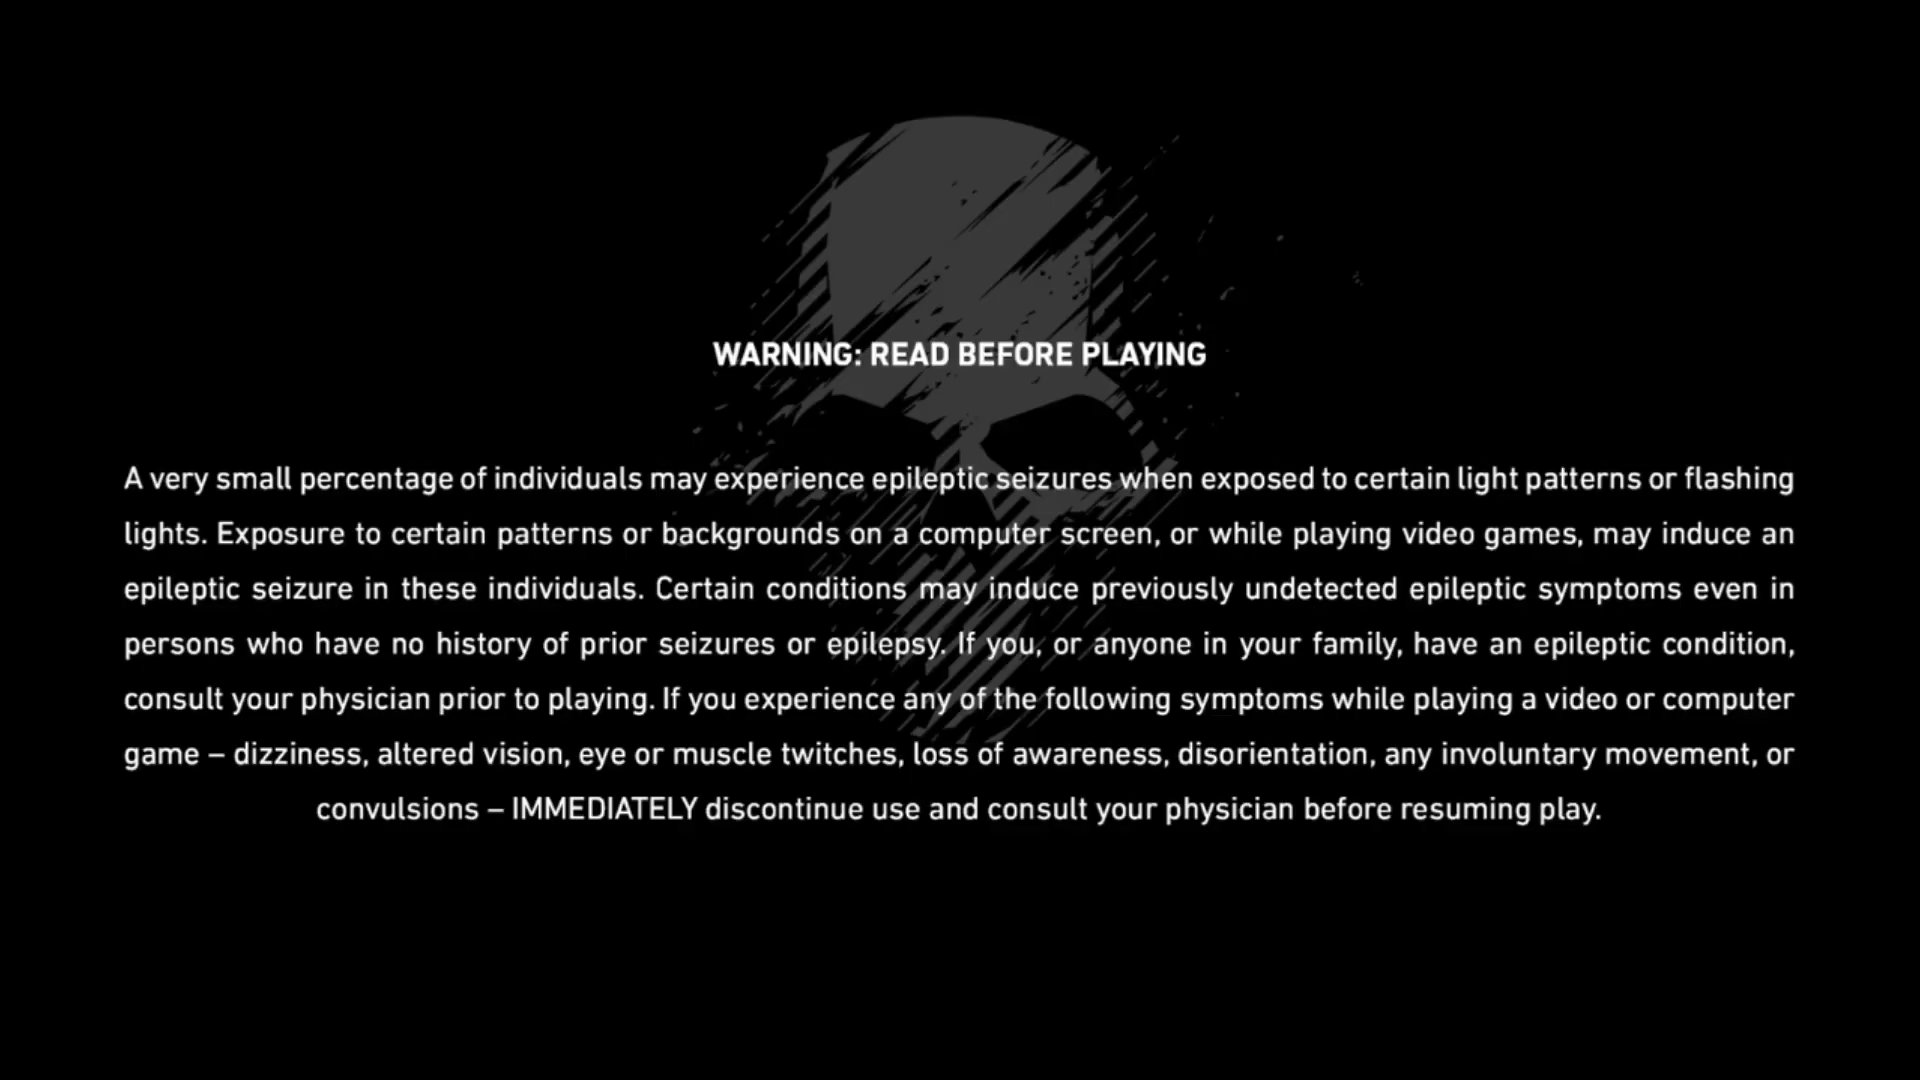 WARNING: READ BEFORE PLAYING
A very small percentage of individuals may experience epileptic seizures when exposed to certain light patterns or flashing
lights. Exposure to certain patterns or backgrounds on a computer screen, or while playing video games, may induce an
epileptic seizure in these individuals. Certain conditions may induce previously undetected epileptic symptoms even in
persons who have no history of prior seizures or epilepsy. If you, or anyone in your family, have an epileptic condition,
consult your physician prior to playing. If you experience any of the following symptoms while playing a video or computer
game – dizziness, altered vision, eye or muscle twitches, loss of awareness, disorientation, any involuntary movement, or
convulsions – IMMEDIATELY discontinue use and consult your physician before resuming play.